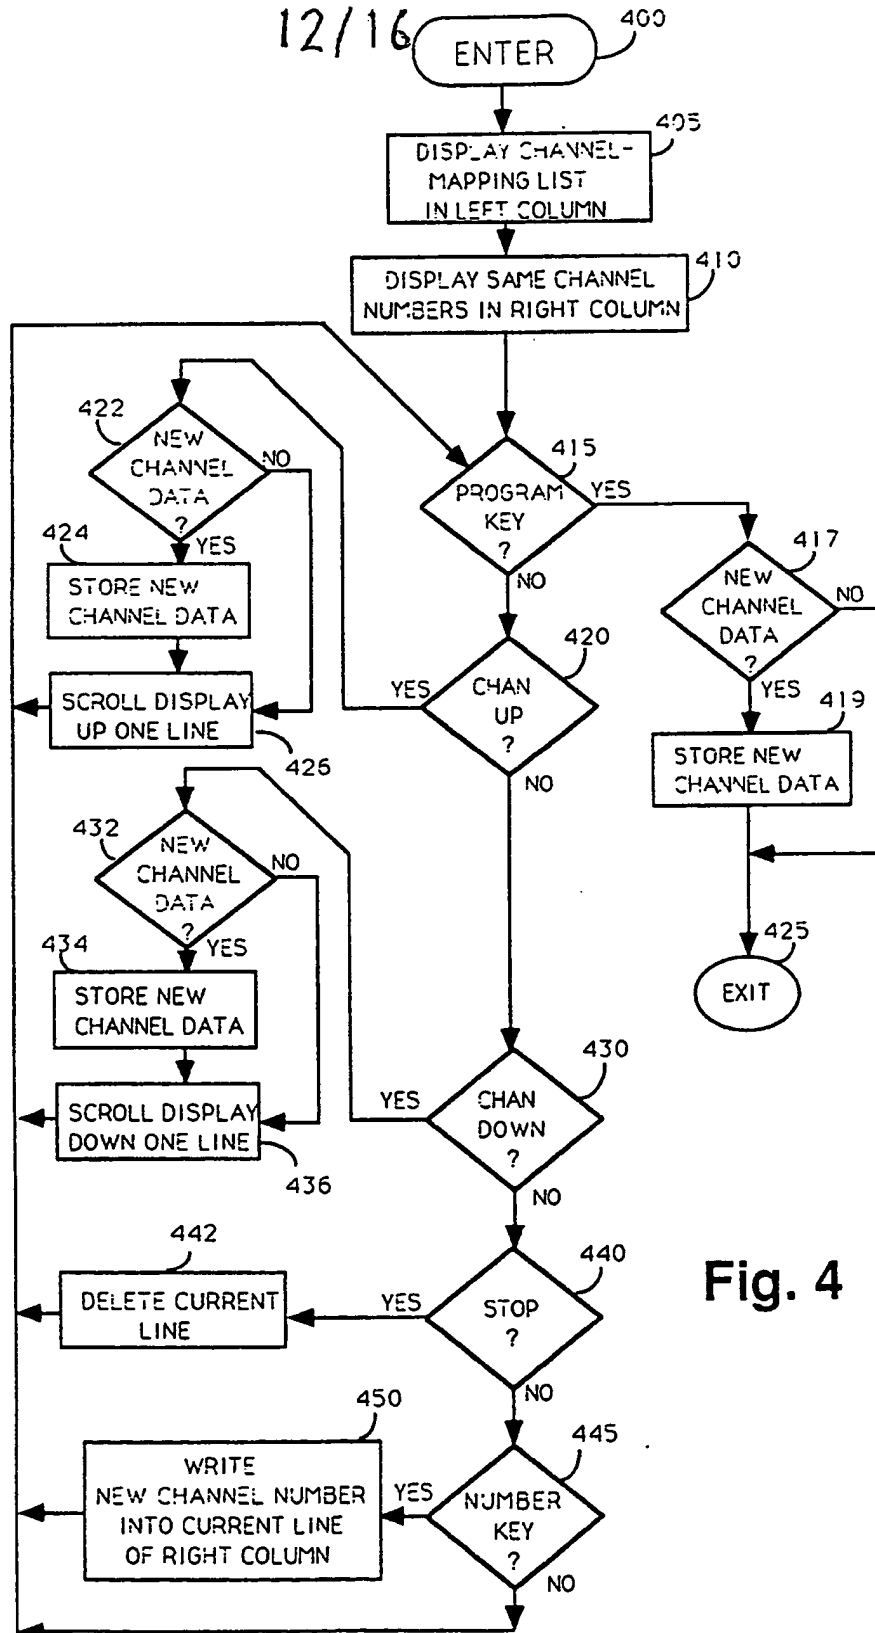 12/16
ENTER
400
405
DISPLAY CHANNEL-
MAPPING LIST
IN LEFT COLUMN
410
DISPLAY SAME CHANNEL
NUMBERS IN RIGHT COLUMN
415
PROGRAM
KEY
?
YES
NO
417
NEW
CHANNEL
DATA
?
NO
YES
419
STORE NEW
CHANNEL DATA
425
EXIT
420
CHAN
UP
?
YES
NO
422
NEW
CHANNEL
DATA
?
NO
YES
424
STORE NEW
CHANNEL DATA
SCROLL DISPLAY
UP ONE LINE
426
430
CHAN
DOWN
?
YES
NO
432
NEW
CHANNEL
DATA
?
NO
YES
434
STORE NEW
CHANNEL DATA
SCROLL DISPLAY
DOWN ONE LINE
436
440
STOP
?
YES
NO
442
DELETE CURRENT
LINE
445
NUMBER
KEY
?
YES
NO
450
WRITE
NEW CHANNEL NUMBER
INTO CURRENT LINE
OF RIGHT COLUMN
Fig. 4